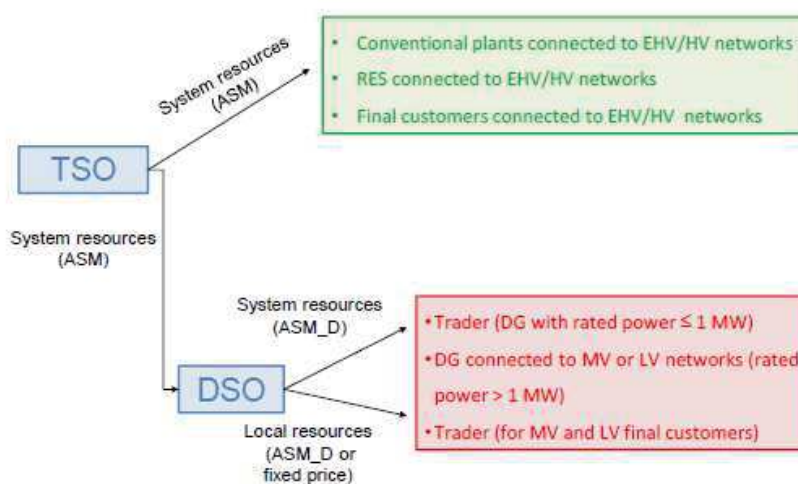 System resources
(ASM)
• Conventional plants connected to EHV/HV networks
• RES connected to EHV/HV networks
• Final customers connected to EHV/HV networks
TSO
System resources
(ASM)
System resources
(ASM_D)
• Trader (DG with rated power ≤ 1 MW)
• DG connected to MV or LV networks (rated
power > 1 MW)
• Trader (for MV and LV final customers)
DSO
Local resources
(ASM_D or
fixed price)